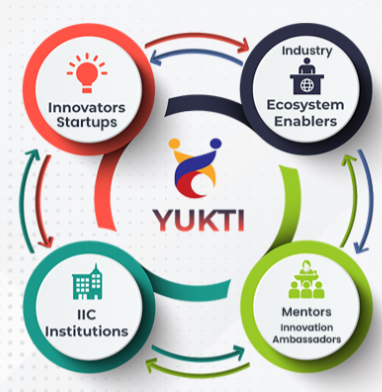 Innovators
Startups
Industry
Ecosystem
Enablers
YUKTI
IIC
Institutions
Mentors
Innovation
Ambassadors